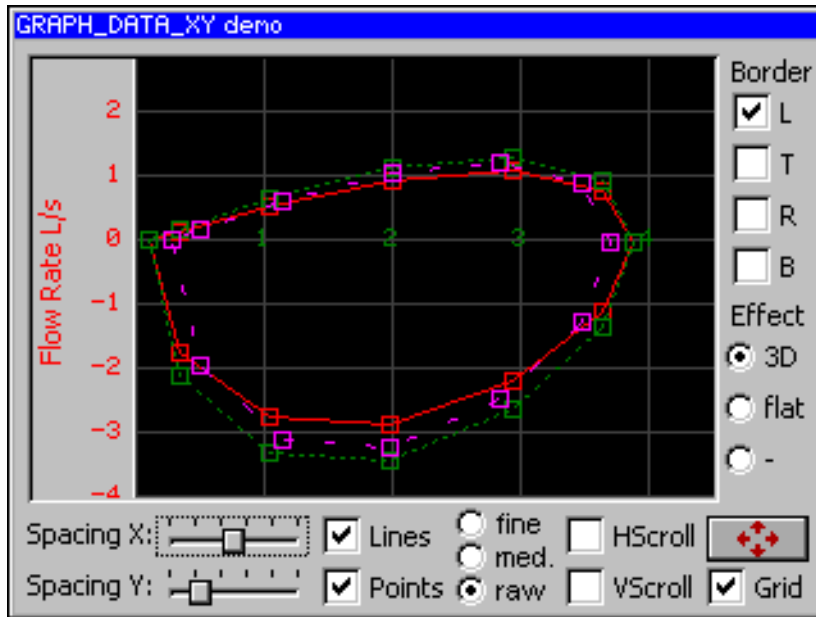 GRAPH_DATA_XY demo
Border
L
T
R
B
Effect
3D
flat
-
Flow Rate L/s
2
1
0
-1
-2
-3
-4
1 2 3 4
Spacing X:
Lines
fine
med.
raw
HScroll
Spacing Y:
Points
VScroll
Grid